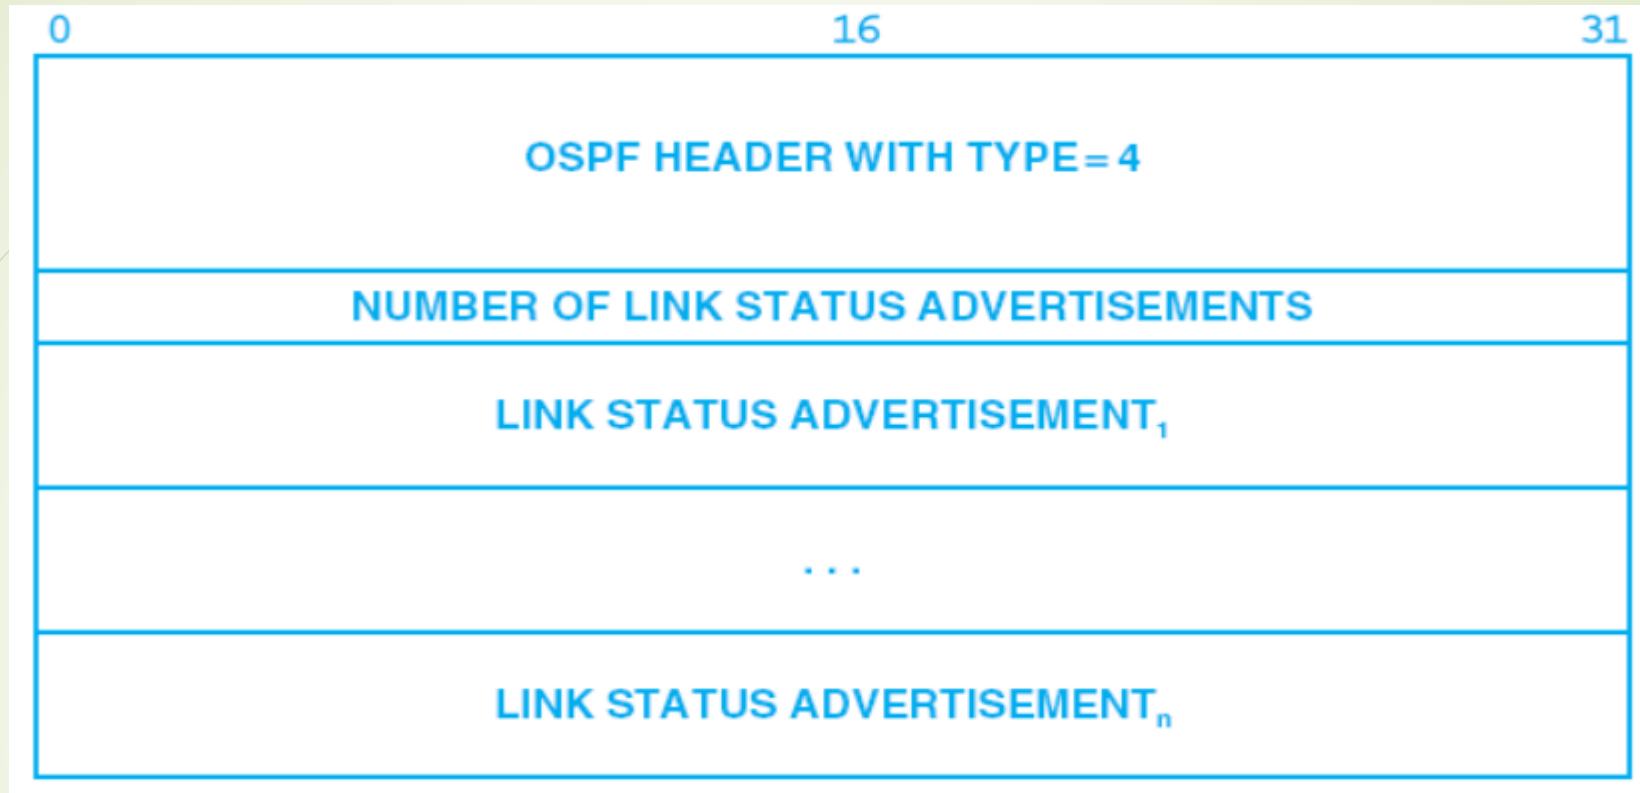 0 16 31
OSPF HEADER WITH TYPE = 4
NUMBER OF LINK STATUS ADVERTISEMENTS
LINK STATUS ADVERTISEMENT₁
. . .
LINK STATUS ADVERTISEMENTₙ